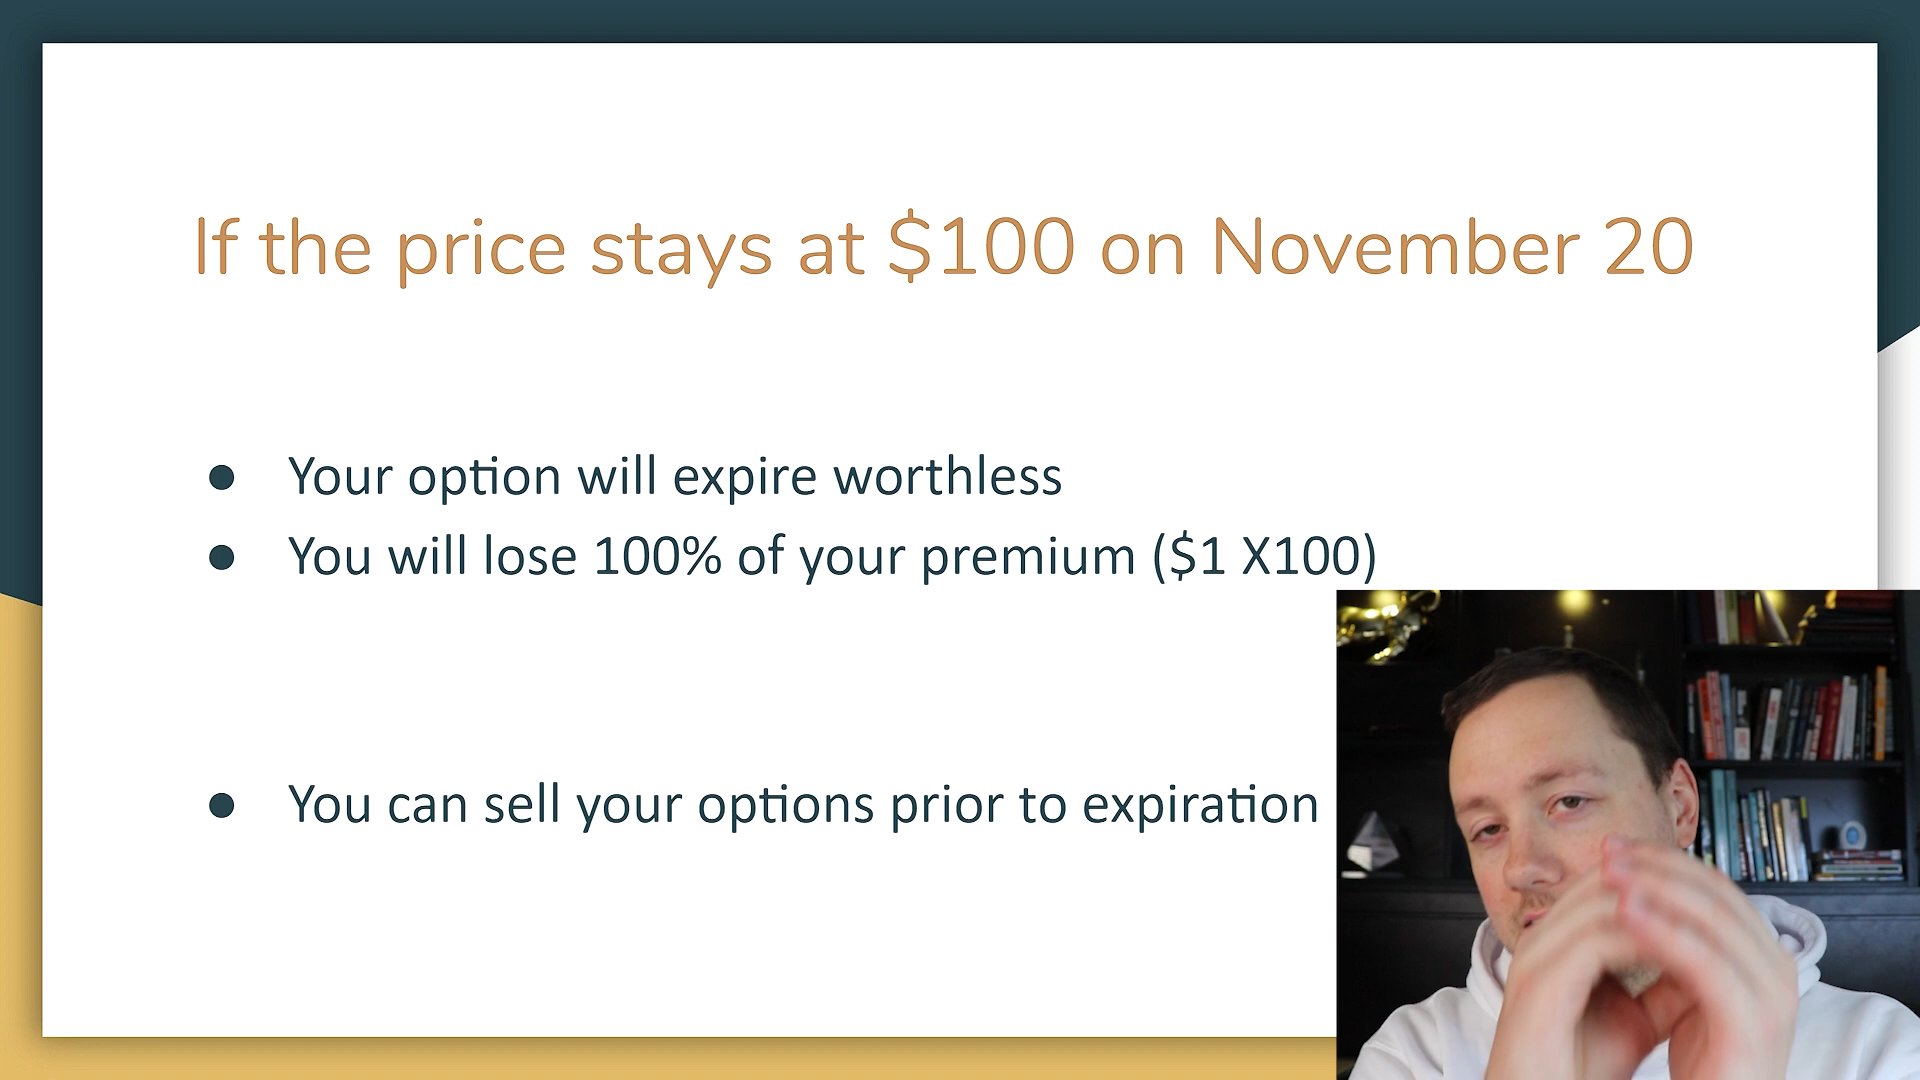 If the price stays at $100 on November 20
● Your option will expire worthless
● You will lose 100% of your premium ($1 X100)
● You can sell your options prior to expiration